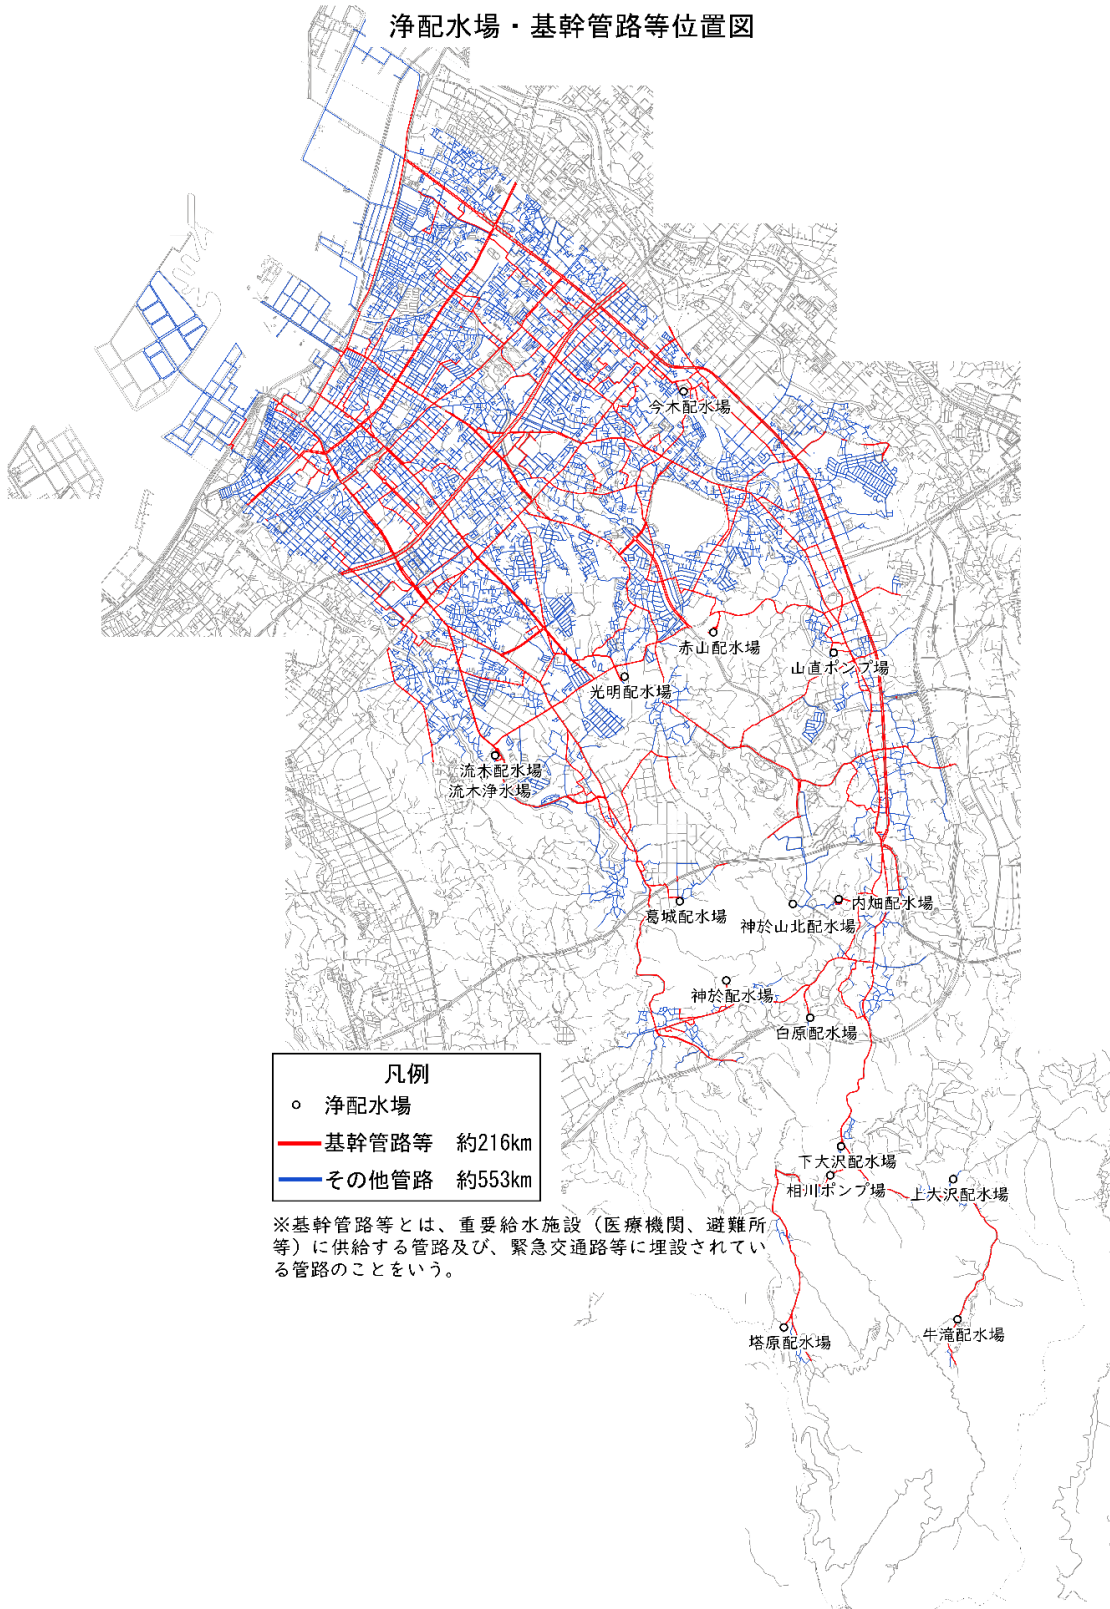 浄配水場・基幹管路等位置図
今木配水場
赤山配水場
山直ポンプ場
光明配水場
流木配水場
流木浄水場
葛城配水場
内畑配水場
神於山北配水場
神於配水場
白原配水場
凡例
浄配水場
基幹管路等 約216km
その他管路 約553km
※基幹管路等とは、重要給水施設（医療機関、避難所
等）に供給する管路及び、緊急交通路等に埋設されてい
る管路のことをいう。
下大沢配水場
相川ポンプ場
上大沢配水場
塔原配水場
牛滝配水場